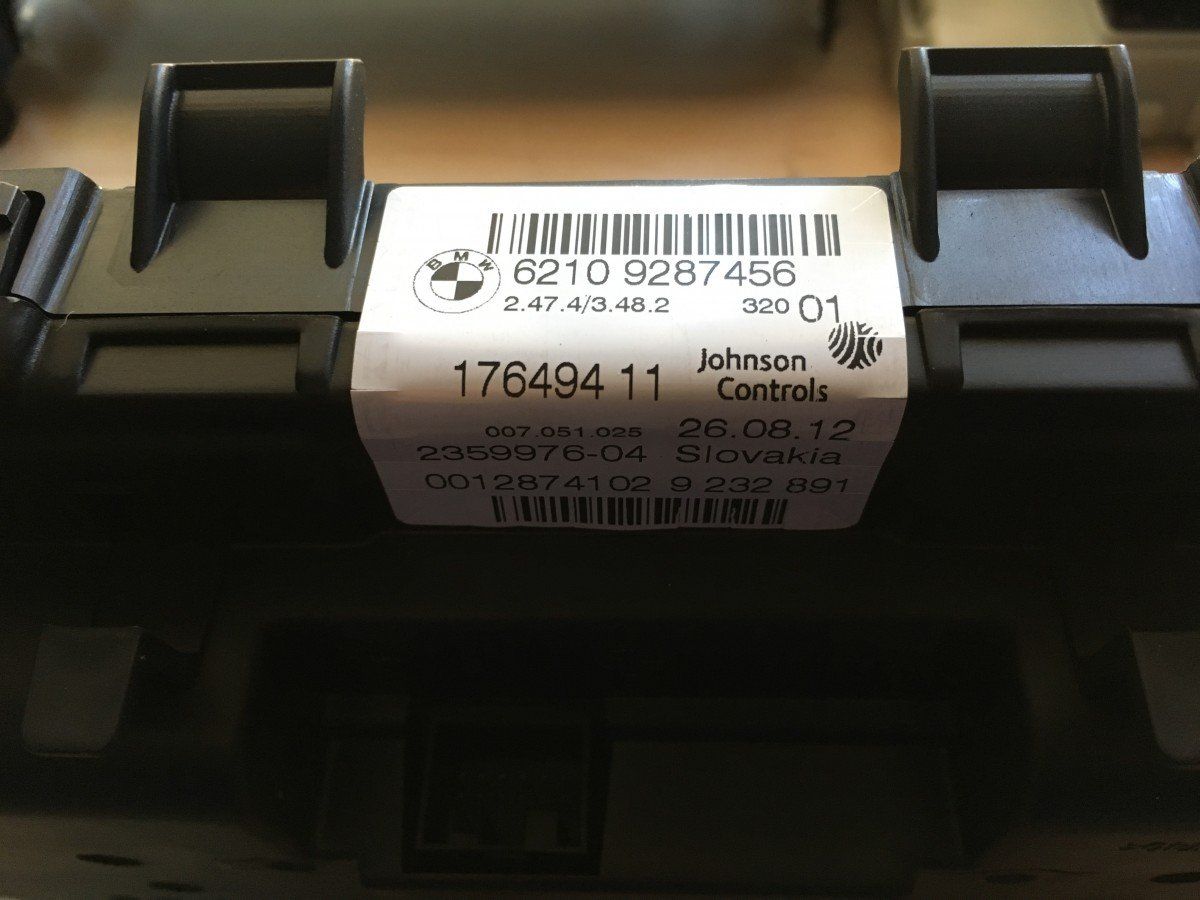 BMW
6210 9287456
2.47.4/3.48.2 320 01
176494 11 Johnson Controls
007.051.025 26.08.12
2359976-04 Slovakia
0012874102 9 232 891